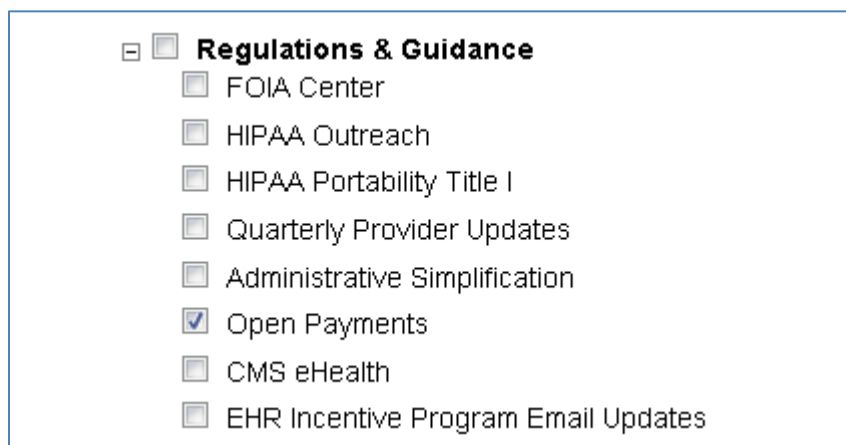 Regulations & Guidance
FOIA Center
HIPAA Outreach
HIPAA Portability Title I
Quarterly Provider Updates
Administrative Simplification
Open Payments
CMS eHealth
EHR Incentive Program Email Updates